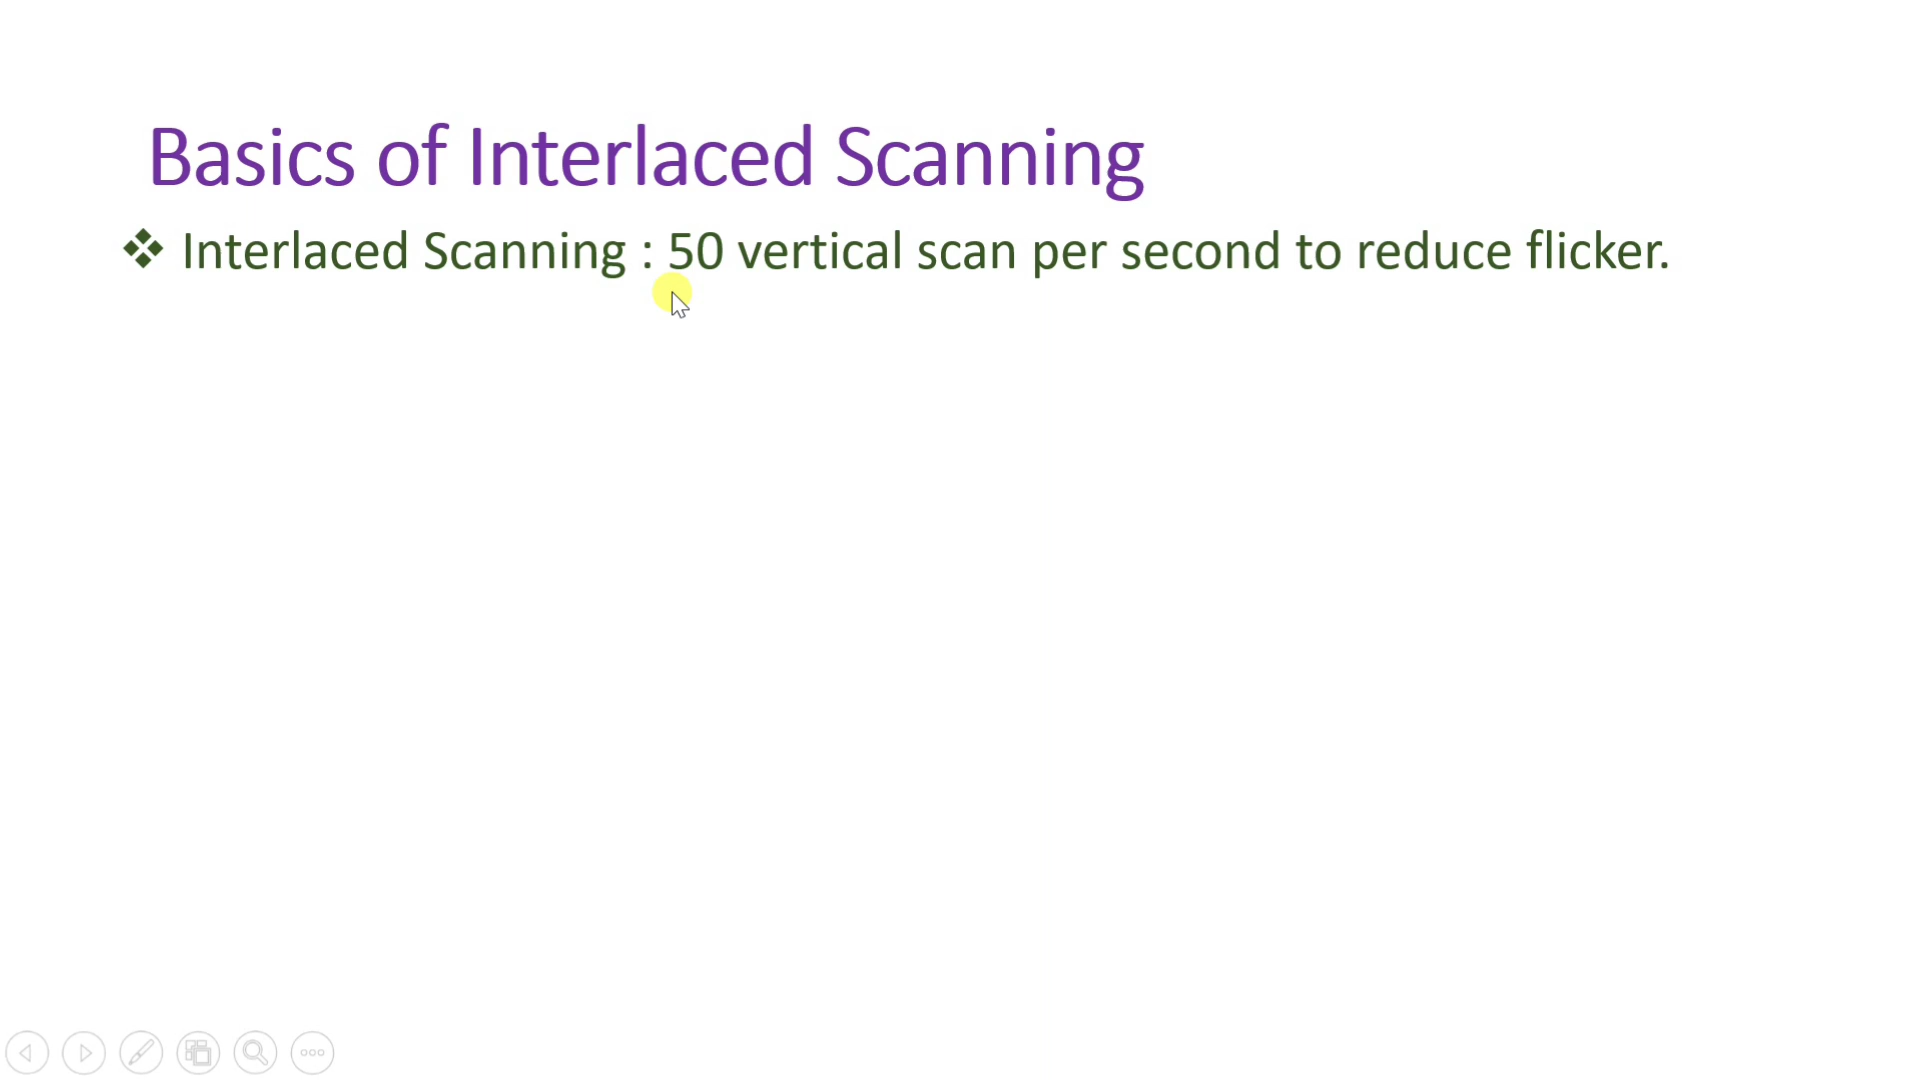 Basics of Interlaced Scanning
❖ Interlaced Scanning : 50 vertical scan per second to reduce flicker.